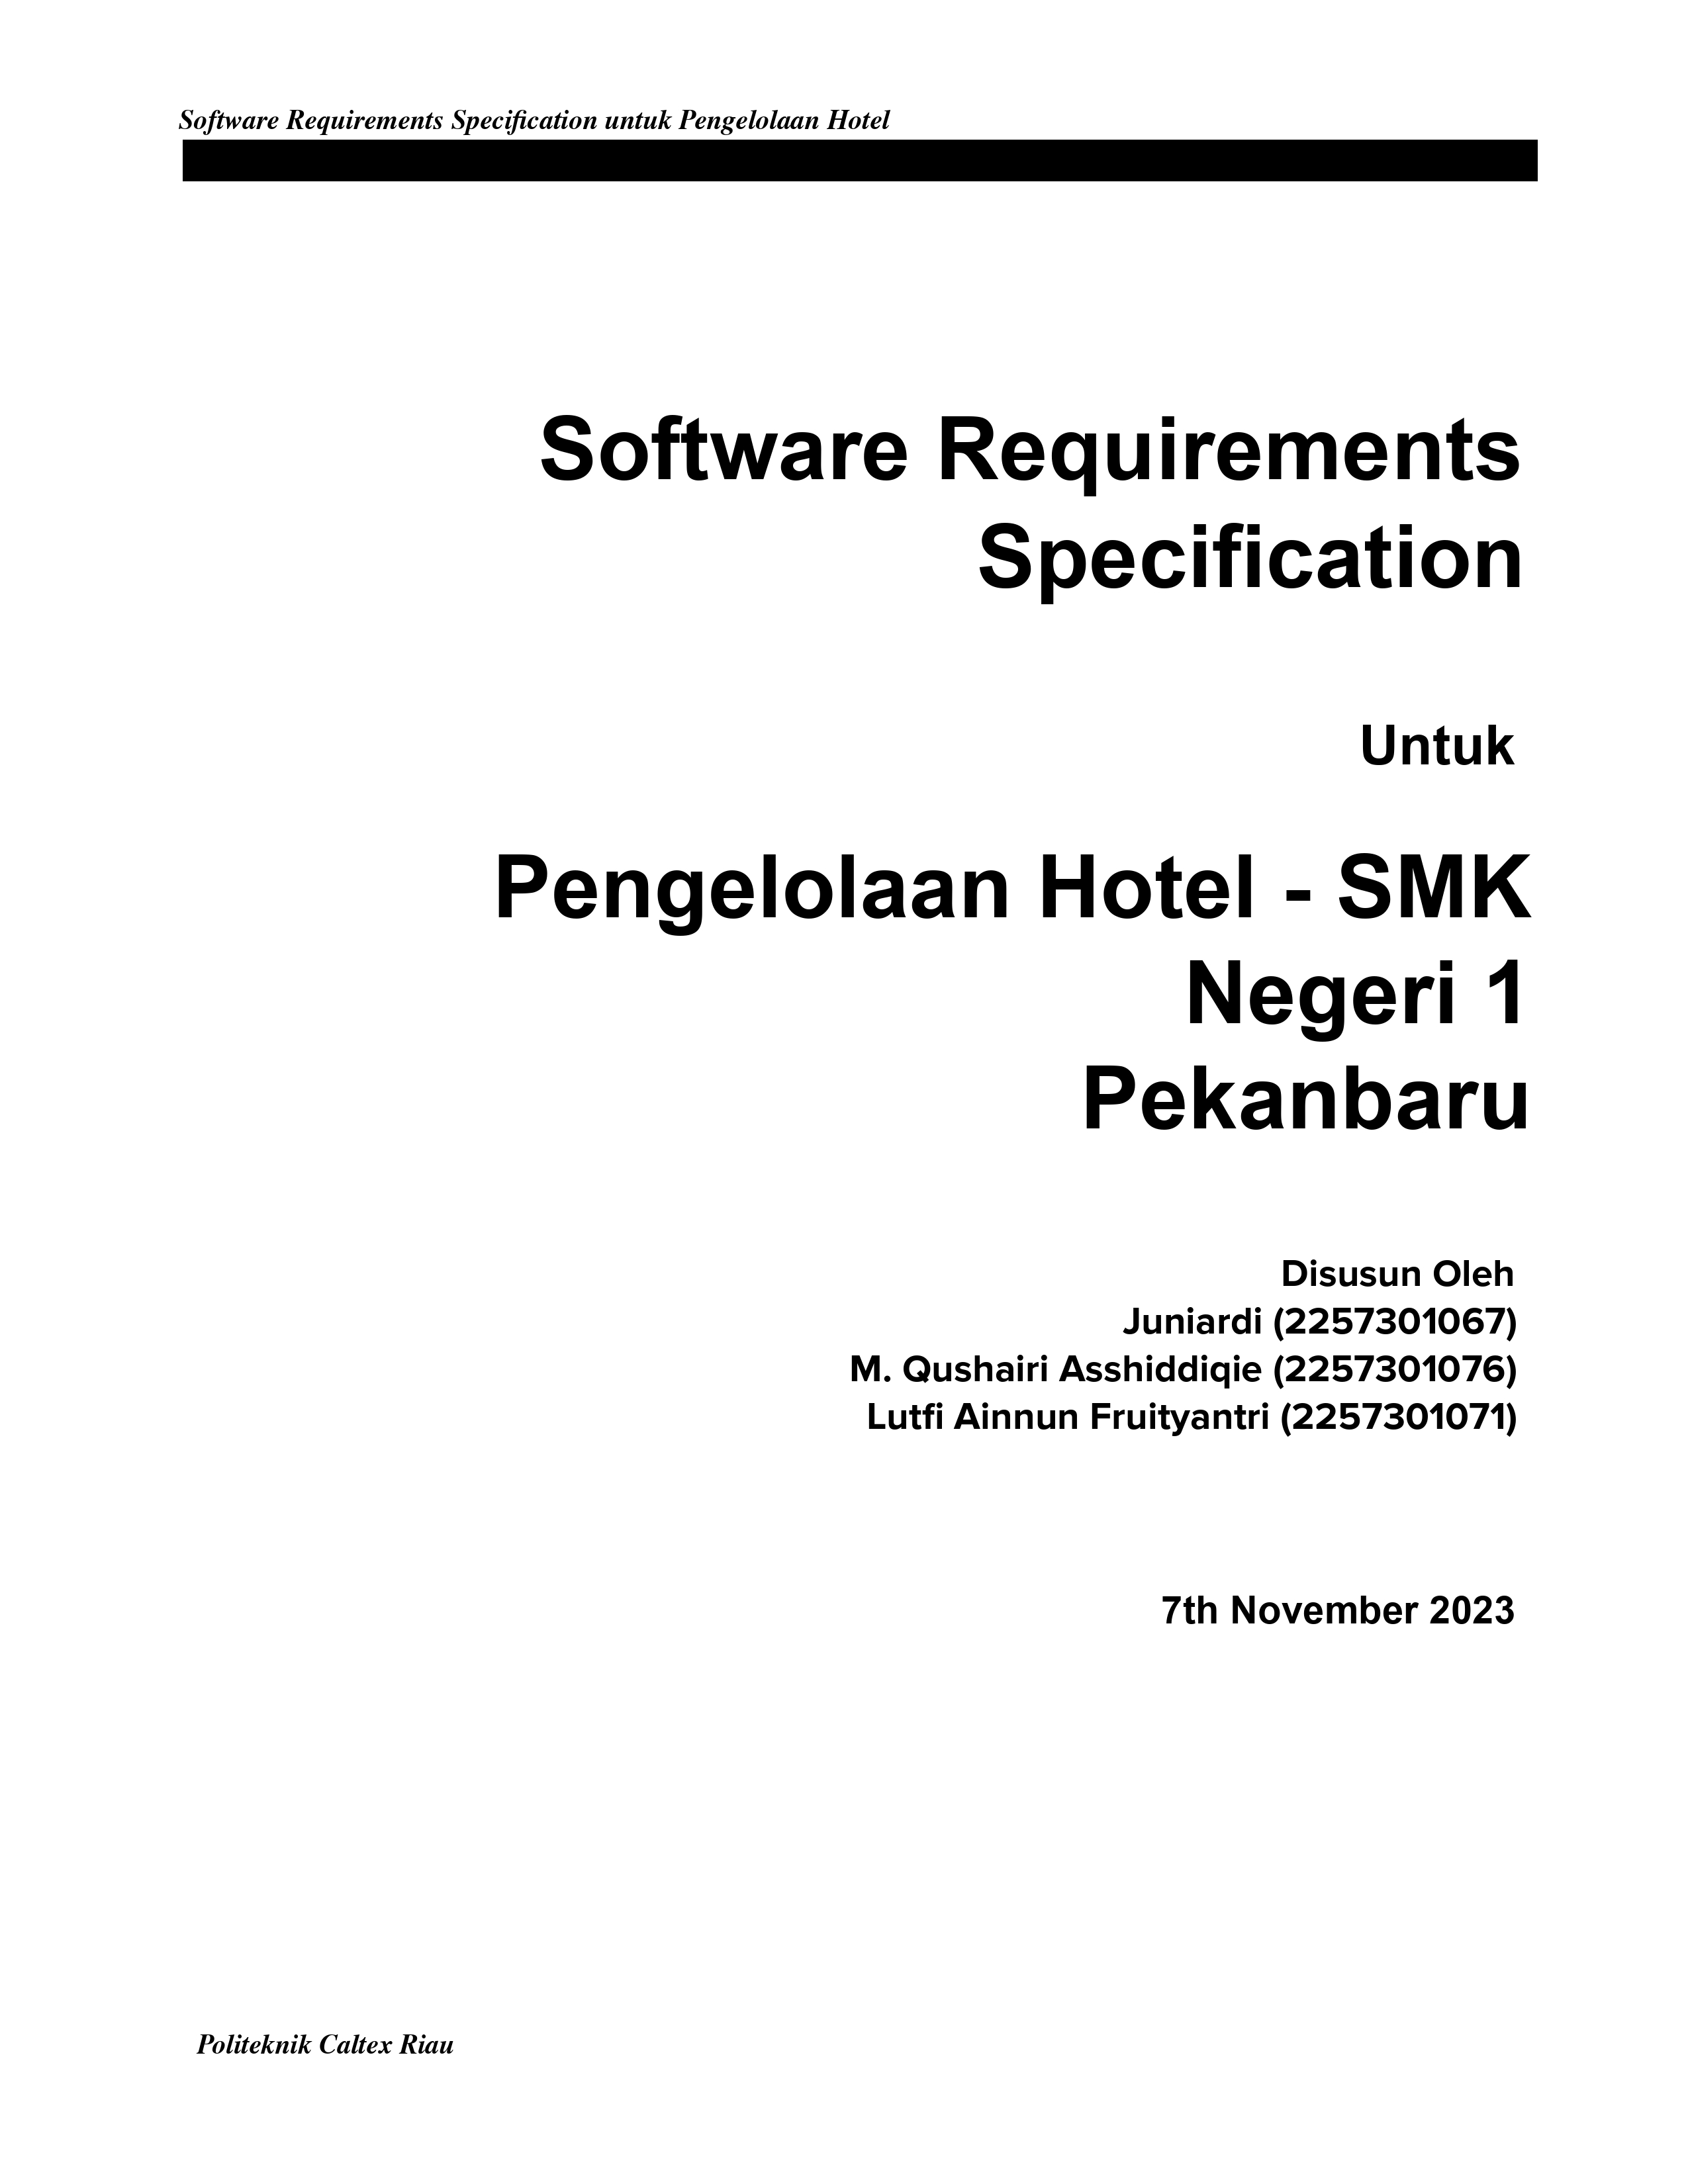 Software Requirements Specification untuk Pengelolaan Hotel
Software Requirements
Specification
Untuk
Pengelolaan Hotel - SMK
Negeri 1
Pekanbaru
Disusun Oleh
Juniardi (2257301067)
M. Qushairi Asshiddiqie (2257301076)
Lutfi Ainnun Fruityantri (2257301071)
7th November 2023
Politeknik Caltex Riau